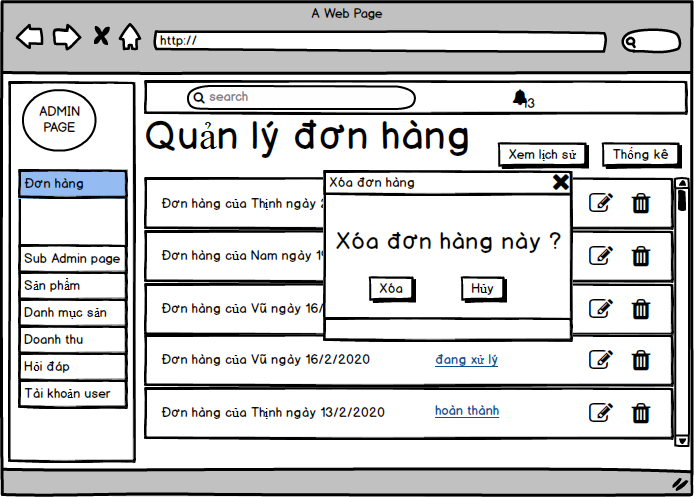 A Web Page
http://
search
13
ADMIN
PAGE
Quản lý đơn hàng
Xem lịch sử
Thống kê
Đơn hàng
Sub Admin page
Sản phẩm
Danh mục sản
Doanh thu
Hỏi đáp
Tài khoản user
Xóa đơn hàng
Xóa đơn hàng này ?
Xóa
Hủy
Đơn hàng của Thịnh ngày
Đơn hàng của Nam ngày
Đơn hàng của Vũ ngày 16/
Đơn hàng của Vũ ngày 16/2/2020
đang xử lý
Đơn hàng của Thịnh ngày 13/2/2020
hoàn thành